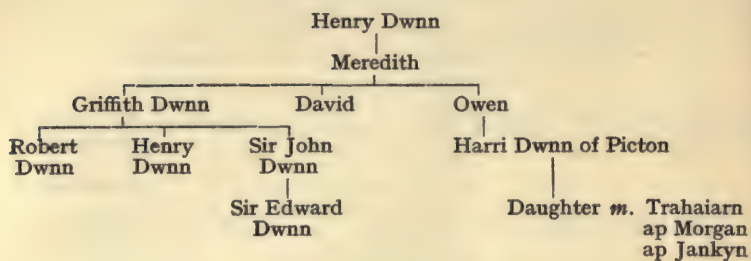 Henry Dwnn
Meredith
Griffith Dwnn David Owen
Robert Dwnn Henry Dwnn Sir John Dwnn Harri Dwnn of Picton
Sir Edward Dwnn Daughter m. Trahaiarn
ap Morgan
ap Jankyn